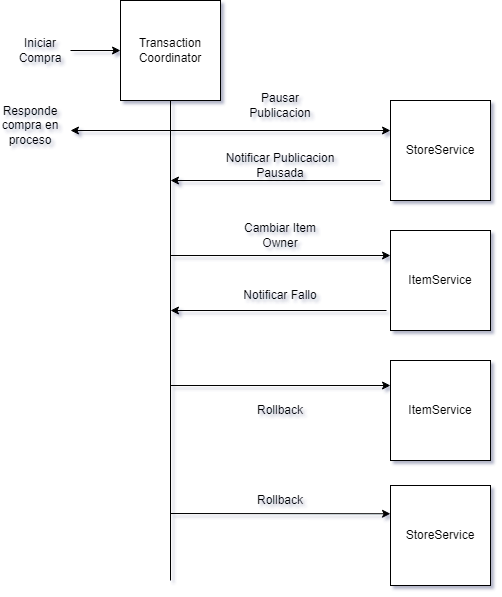 Iniciar
Compra
Transaction
Coordinator
Responde
compra en
proceso
Pausar
Publicacion
StoreService
Notificar Publicacion
Pausada
Cambiar Item
Owner
ItemService
Notificar Fallo
Rollback
ItemService
Rollback
StoreService